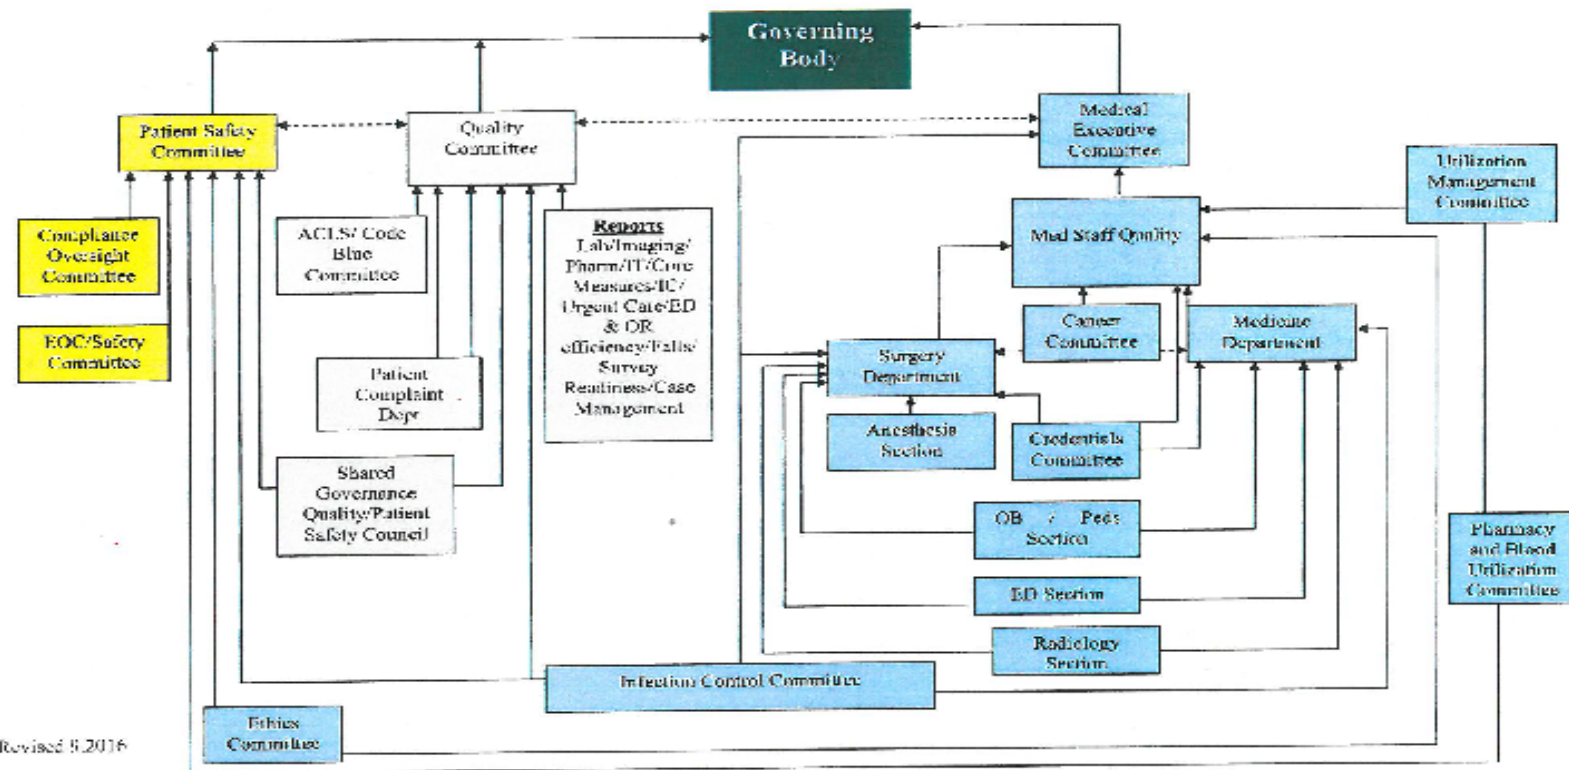 Governing
Body
Patient Safety
Committee
Quality
Committee
Medical
Executive
Committee
Utilization
Management
Committee
Compliance
Oversight
Committee
ACLS/ Code
Blue
Committee
Reports
Lab/Imaging/
Pharm/IT/Core
Measures/IC/
Urgent Care/ED
& OR
efficiency/Falls/
Survey
Readiness/Case
Management
Med Staff Quality
EOC/Safety
Committee
Cancer
Committee
Medicine
Department
Surgery
Department
Patient
Complaint
Dept
Anesthesia
Section
Credentials
Committee
Shared
Governance
Quality/Patient
Safety Council
OB / Peds
Section
Pharmacy
and Blood
Utilization
Committee
ED Section
Radiology
Section
Infection Control Committee
Ethics
Committee
Revised 8.2016